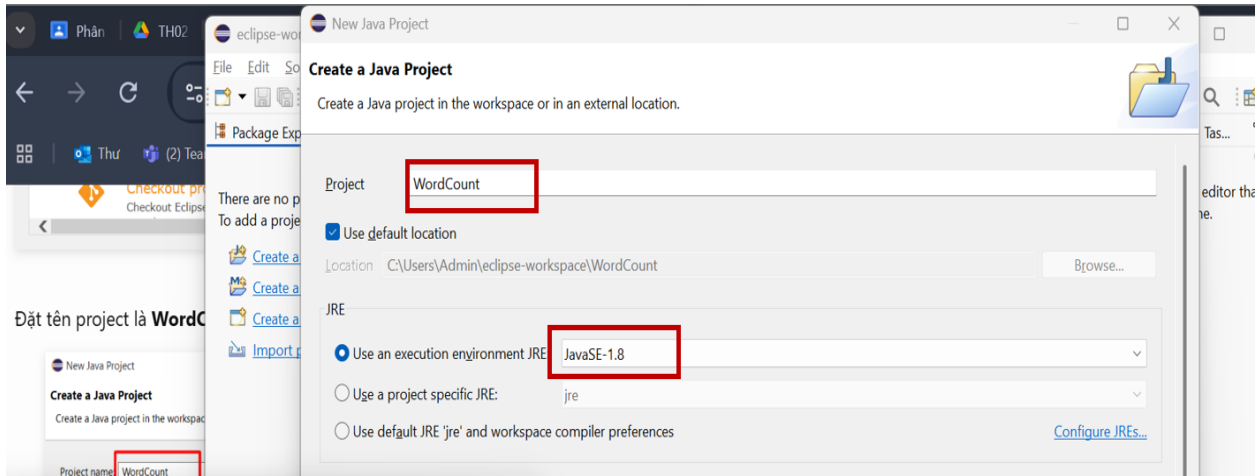 Phân
TH02
eclipse-wor
New Java Project
File Edit So
Create a Java Project
Create a Java project in the workspace or in an external location.
Package Exp
Tas...
Thư
(2) Tea
Checkout pr
Checkout Eclipse
There are no p
To add a proje
Project WordCount
editor tha
ne.
Use default location
Create a
Location C:\Users\Admin\eclipse-workspace\WordCount Browse...
Create a
JRE
Đặt tên project là WordC
Create a
Import p
Use an execution environment JRE JavaSE-1.8
Use a project specific JRE: jre
Use default JRE 'jre' and workspace compiler preferences Configure JREs...
New Java Project
Create a Java Project
Create a Java project in the workspac
Project name WordCount